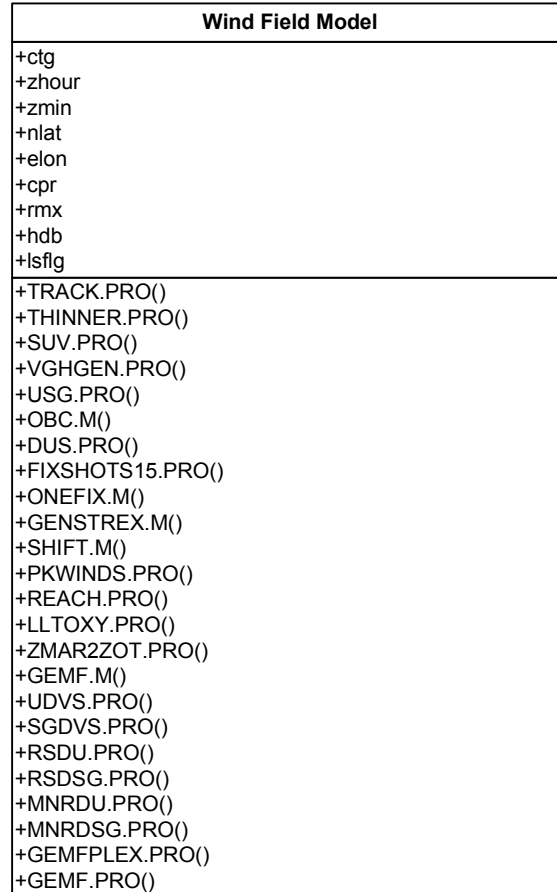 Wind Field Model
+ctg
+zhour
+zmin
+nlat
+elon
+cpr
+rmx
+hdb
+lsflg
+TRACK.PRO()
+THINNER.PRO()
+SUV.PRO()
+VGHGEN.PRO()
+USG.PRO()
+OBC.M()
+DUS.PRO()
+FIXSHOTS15.PRO()
+ONEFIX.M()
+GENSTREX.M()
+SHIFT.M()
+PKWINDS.PRO()
+REACH.PRO()
+LLTOXY.PRO()
+ZMAR2ZOT.PRO()
+GEMF.M()
+UDVS.PRO()
+SGDVS.PRO()
+RSDU.PRO()
+RSDSG.PRO()
+MNRDU.PRO()
+MNRDSG.PRO()
+GEMFPLEX.PRO()
+GEMF.PRO()